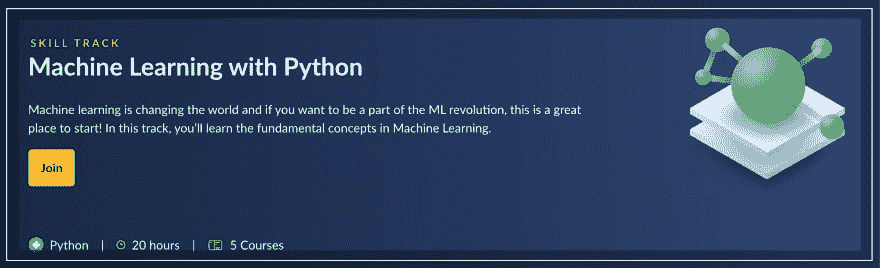 SKILL TRACK
Machine Learning with Python
Machine learning is changing the world and if you want to be a part of the ML revolution, this is a great
place to start! In this track, you'll learn the fundamental concepts in Machine Learning.
Join
Python | 20 hours | 5 Courses